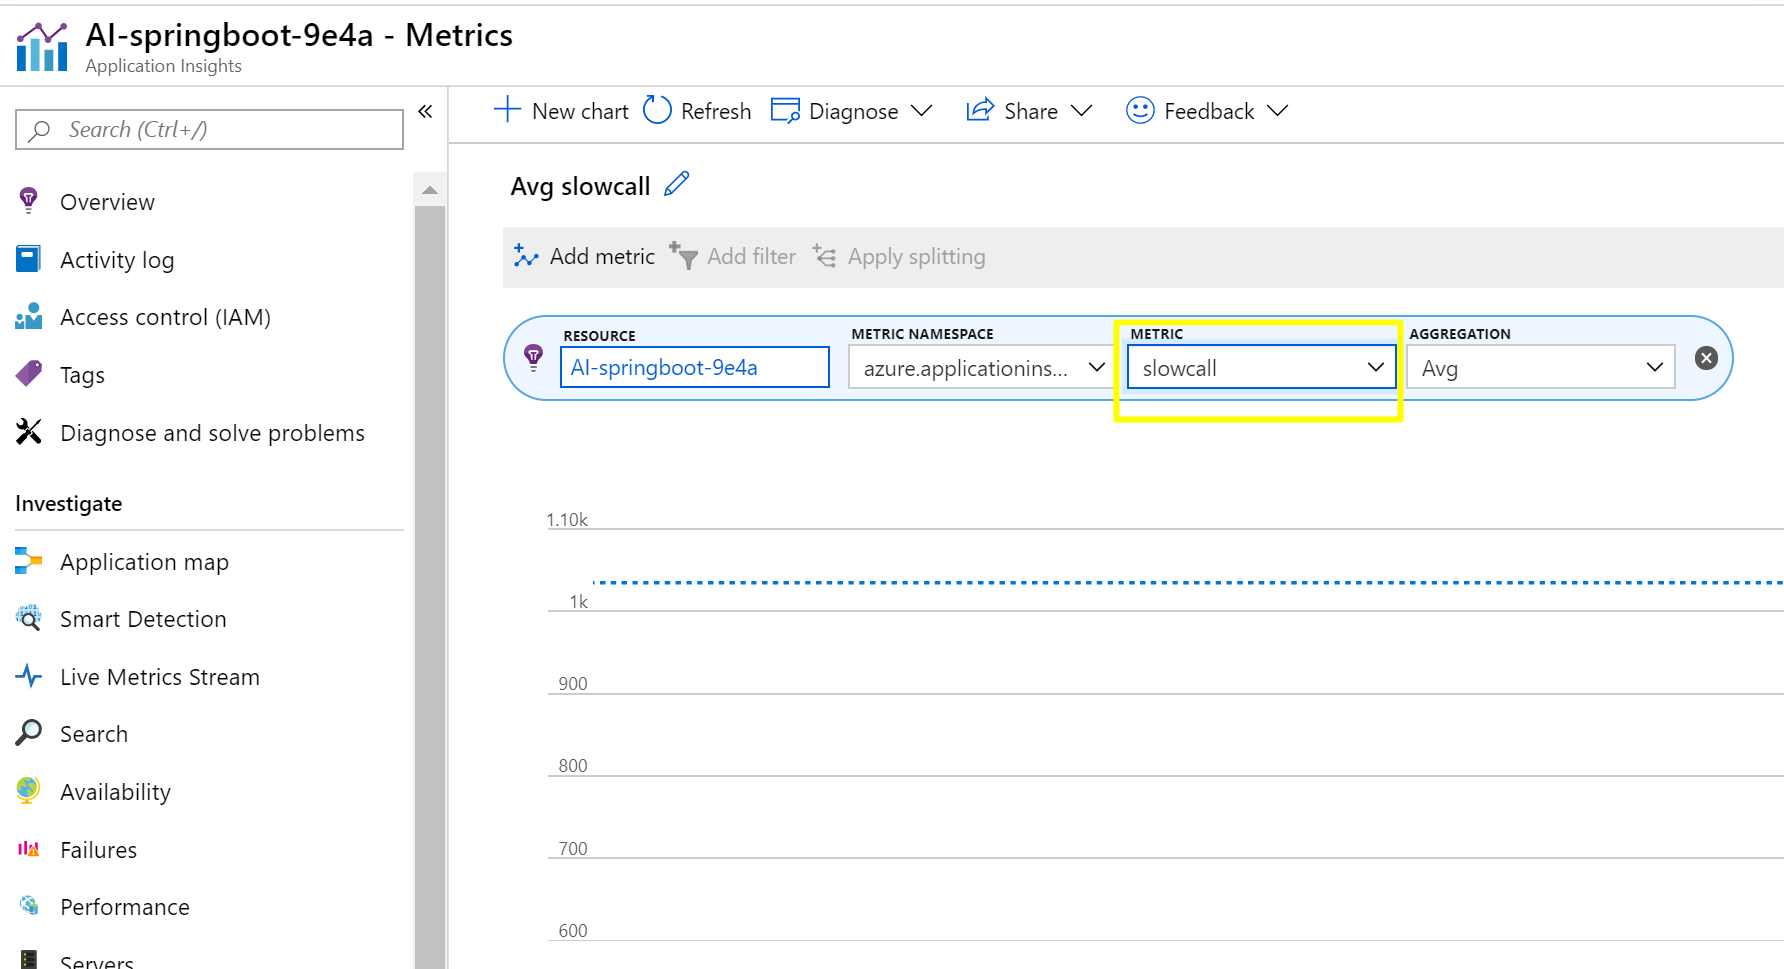 AI-springboot-9e4a - Metrics
Application Insights
Search (Ctrl+/)
Overview
Activity log
Access control (IAM)
Tags
Diagnose and solve problems
Investigate
Application map
Smart Detection
Live Metrics Stream
Search
Availability
Failures
Performance
Servers
New chart Refresh Diagnose Share Feedback
Avg slowcall
Add metric Add filter Apply splitting
RESOURCE METRIC NAMESPACE METRIC AGGREGATION
AI-springboot-9e4a azure.applicationins... slowcall Avg
1.10k
1k
900
800
700
600